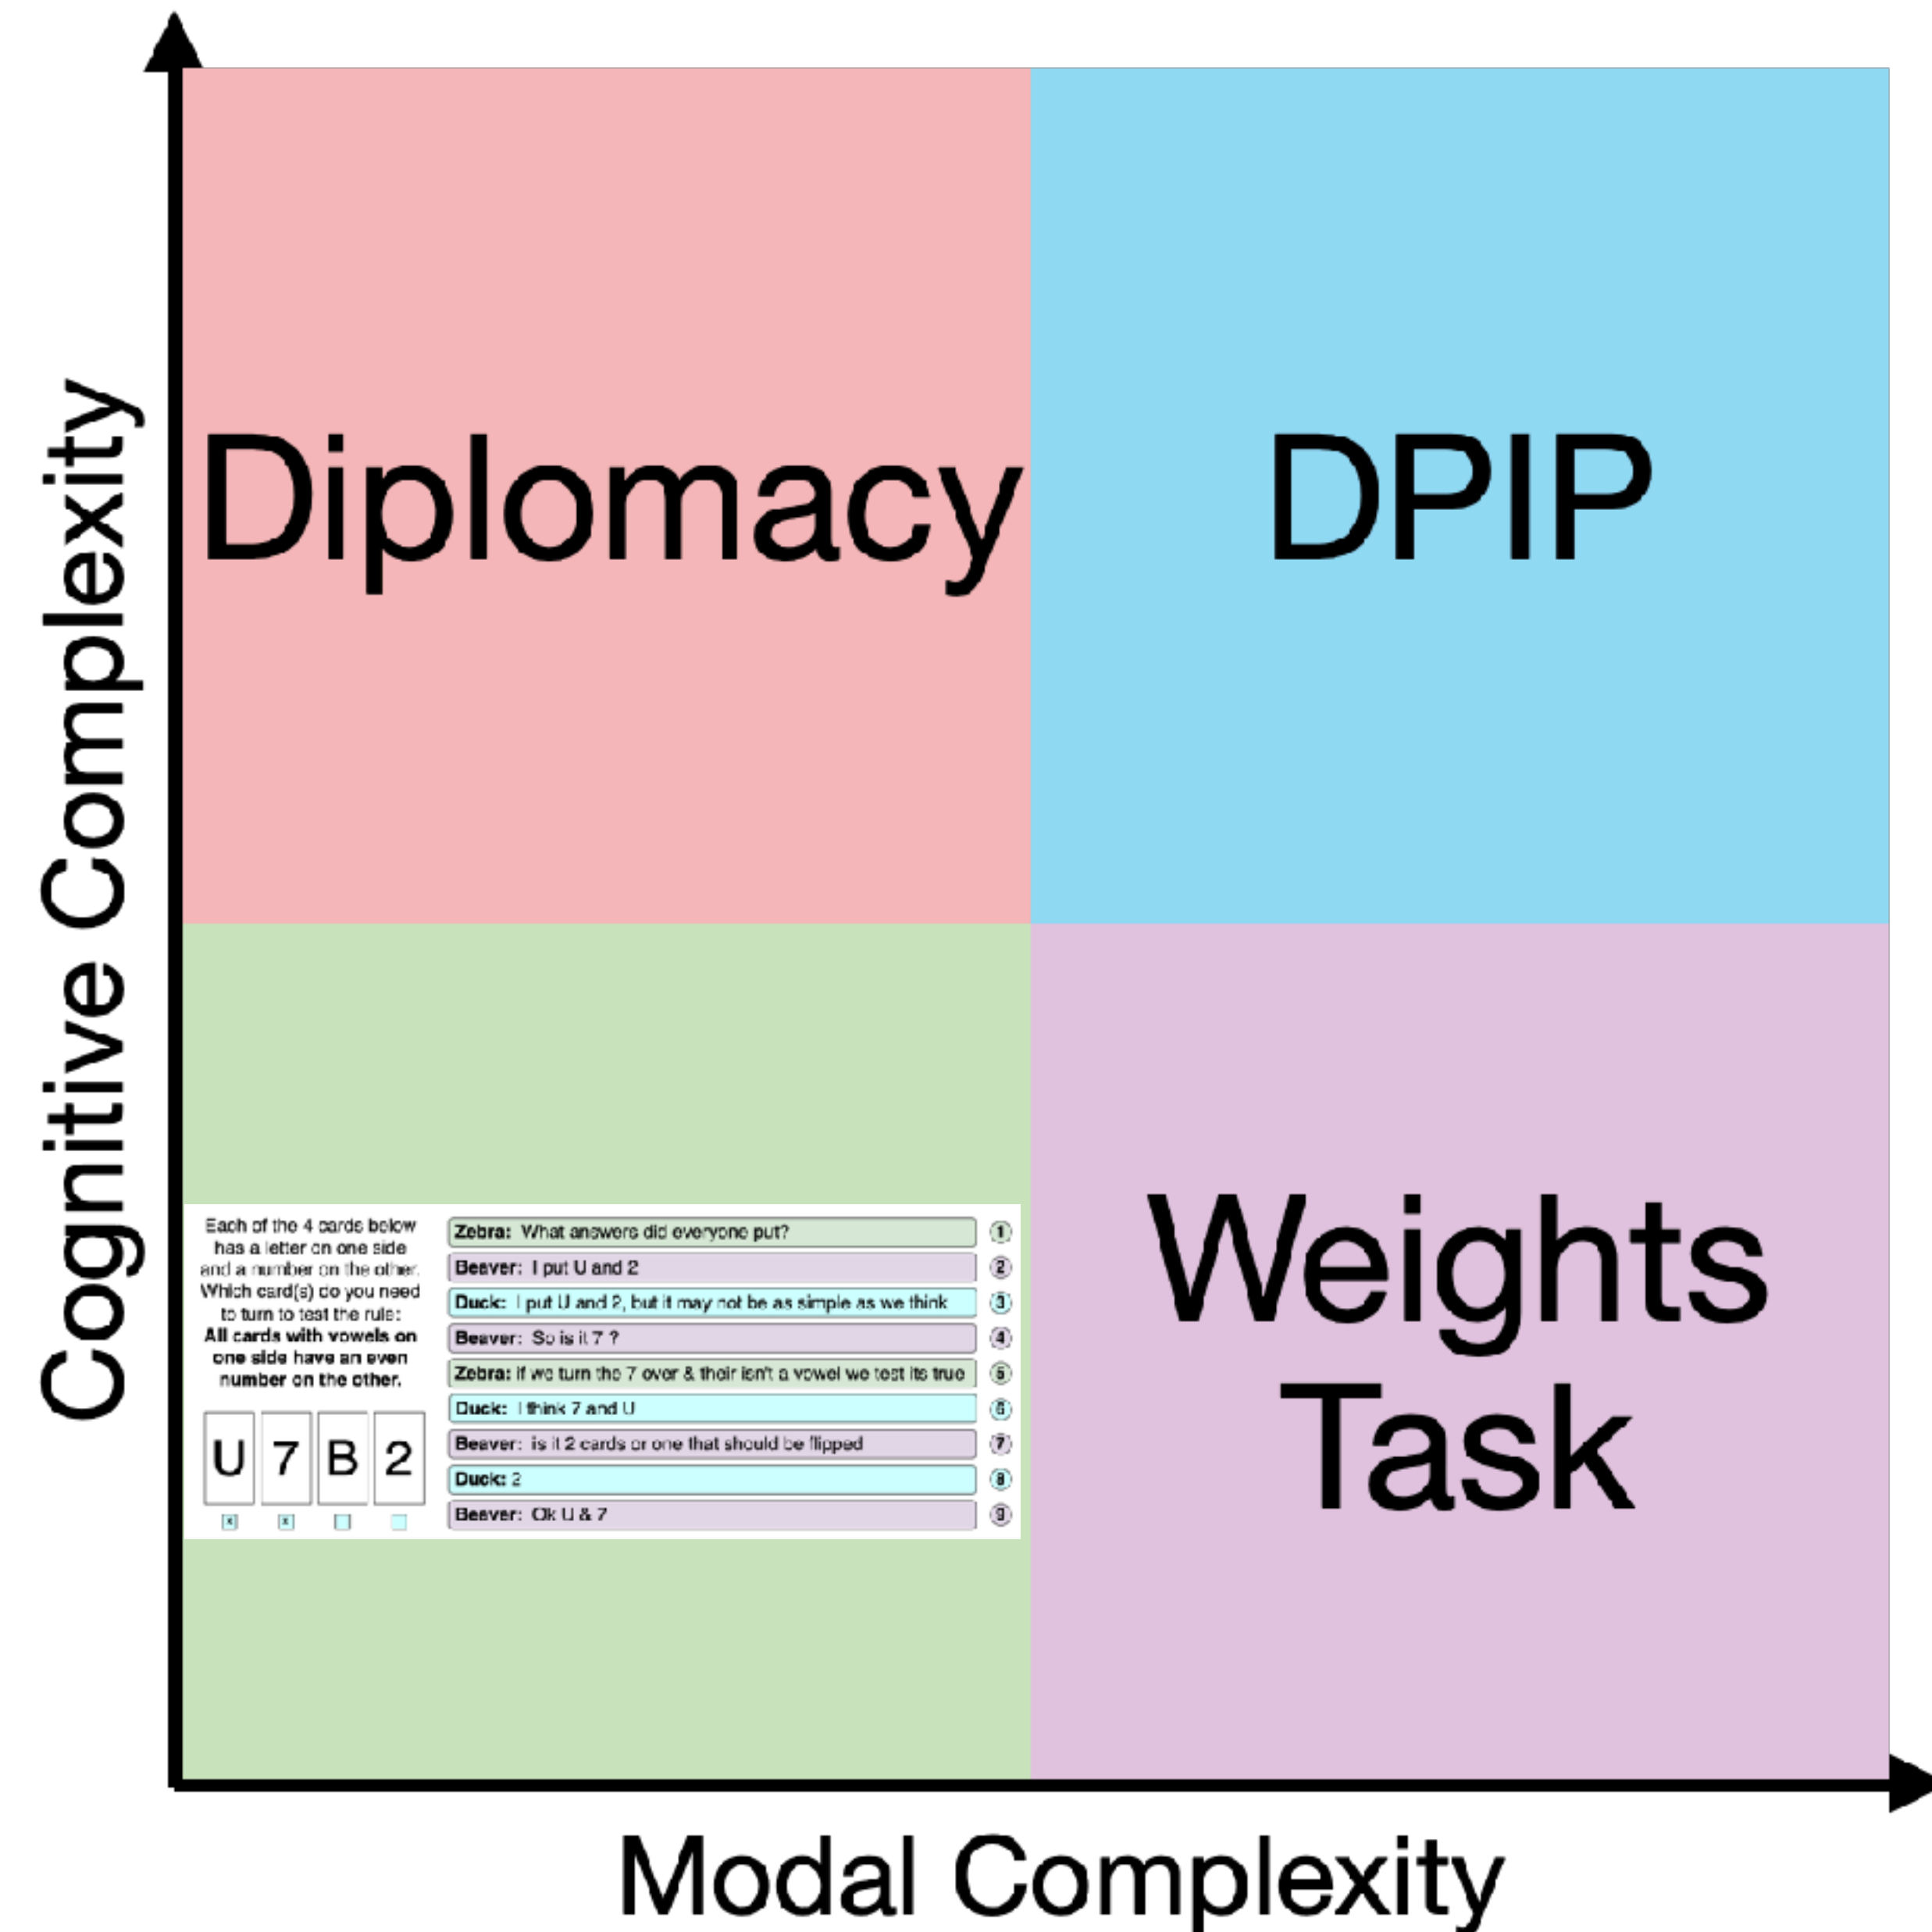 Cognitive Complexity
Diplomacy
DPIP
Each of the 4 cards below
has a letter on one side
and a number on the other.
Which card(s) do you need
to turn to test the rule:
All cards with vowels on
one side have an even
number on the other.
U 7 B 2
x x
Zebra: What answers did everyone put? 1
Beaver: I put U and 2 2
Duck: I put U and 2, but it may not be as simple as we think 3
Beaver: So is it 7 ? 4
Zebra: if we turn the 7 over & their isn't a vowel we test its true 5
Duck: I think 7 and U 6
Beaver: is it 2 cards or one that should be flipped 7
Duck: 2 8
Beaver: Ok U & 7 9
Weights
Task
Modal Complexity